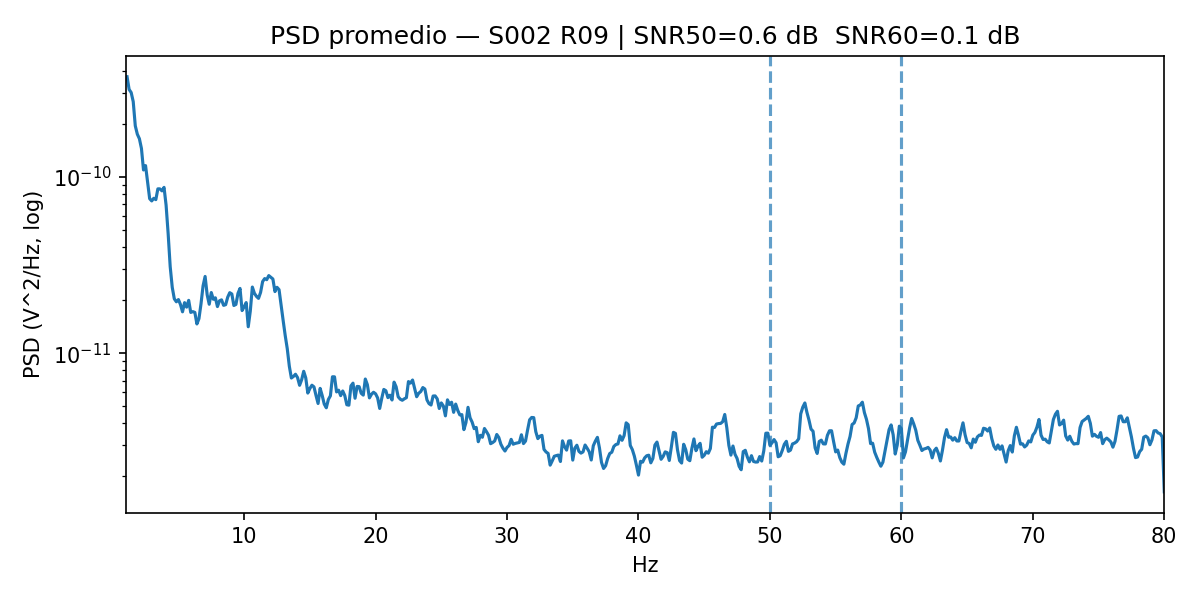 PSD promedio — S002 R09 | SNR50=0.6 dB  SNR60=0.1 dB
PSD (V^2/Hz, log)
10^−10
10^−11
10 20 30 40 50 60 70 80
Hz